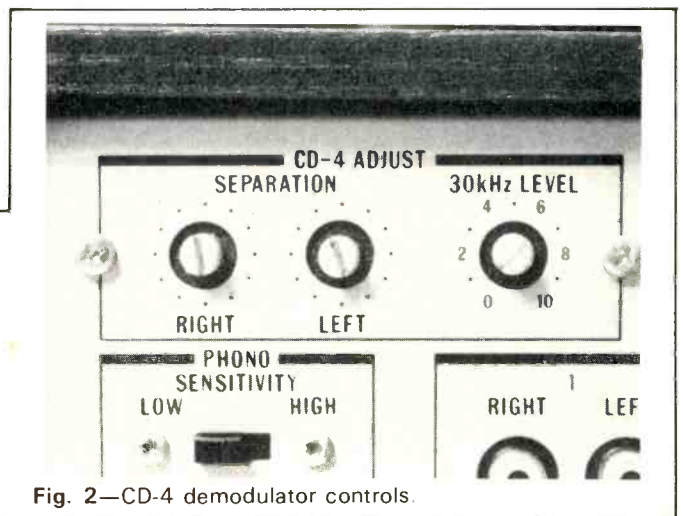 CD-4 ADJUST
SEPARATION 30kHz LEVEL
4 6
2 8
0 10
RIGHT LEFT
PHONO
SENSITIVITY
LOW HIGH
1
RIGHT LEF
Fig. 2—CD-4 demodulator controls.